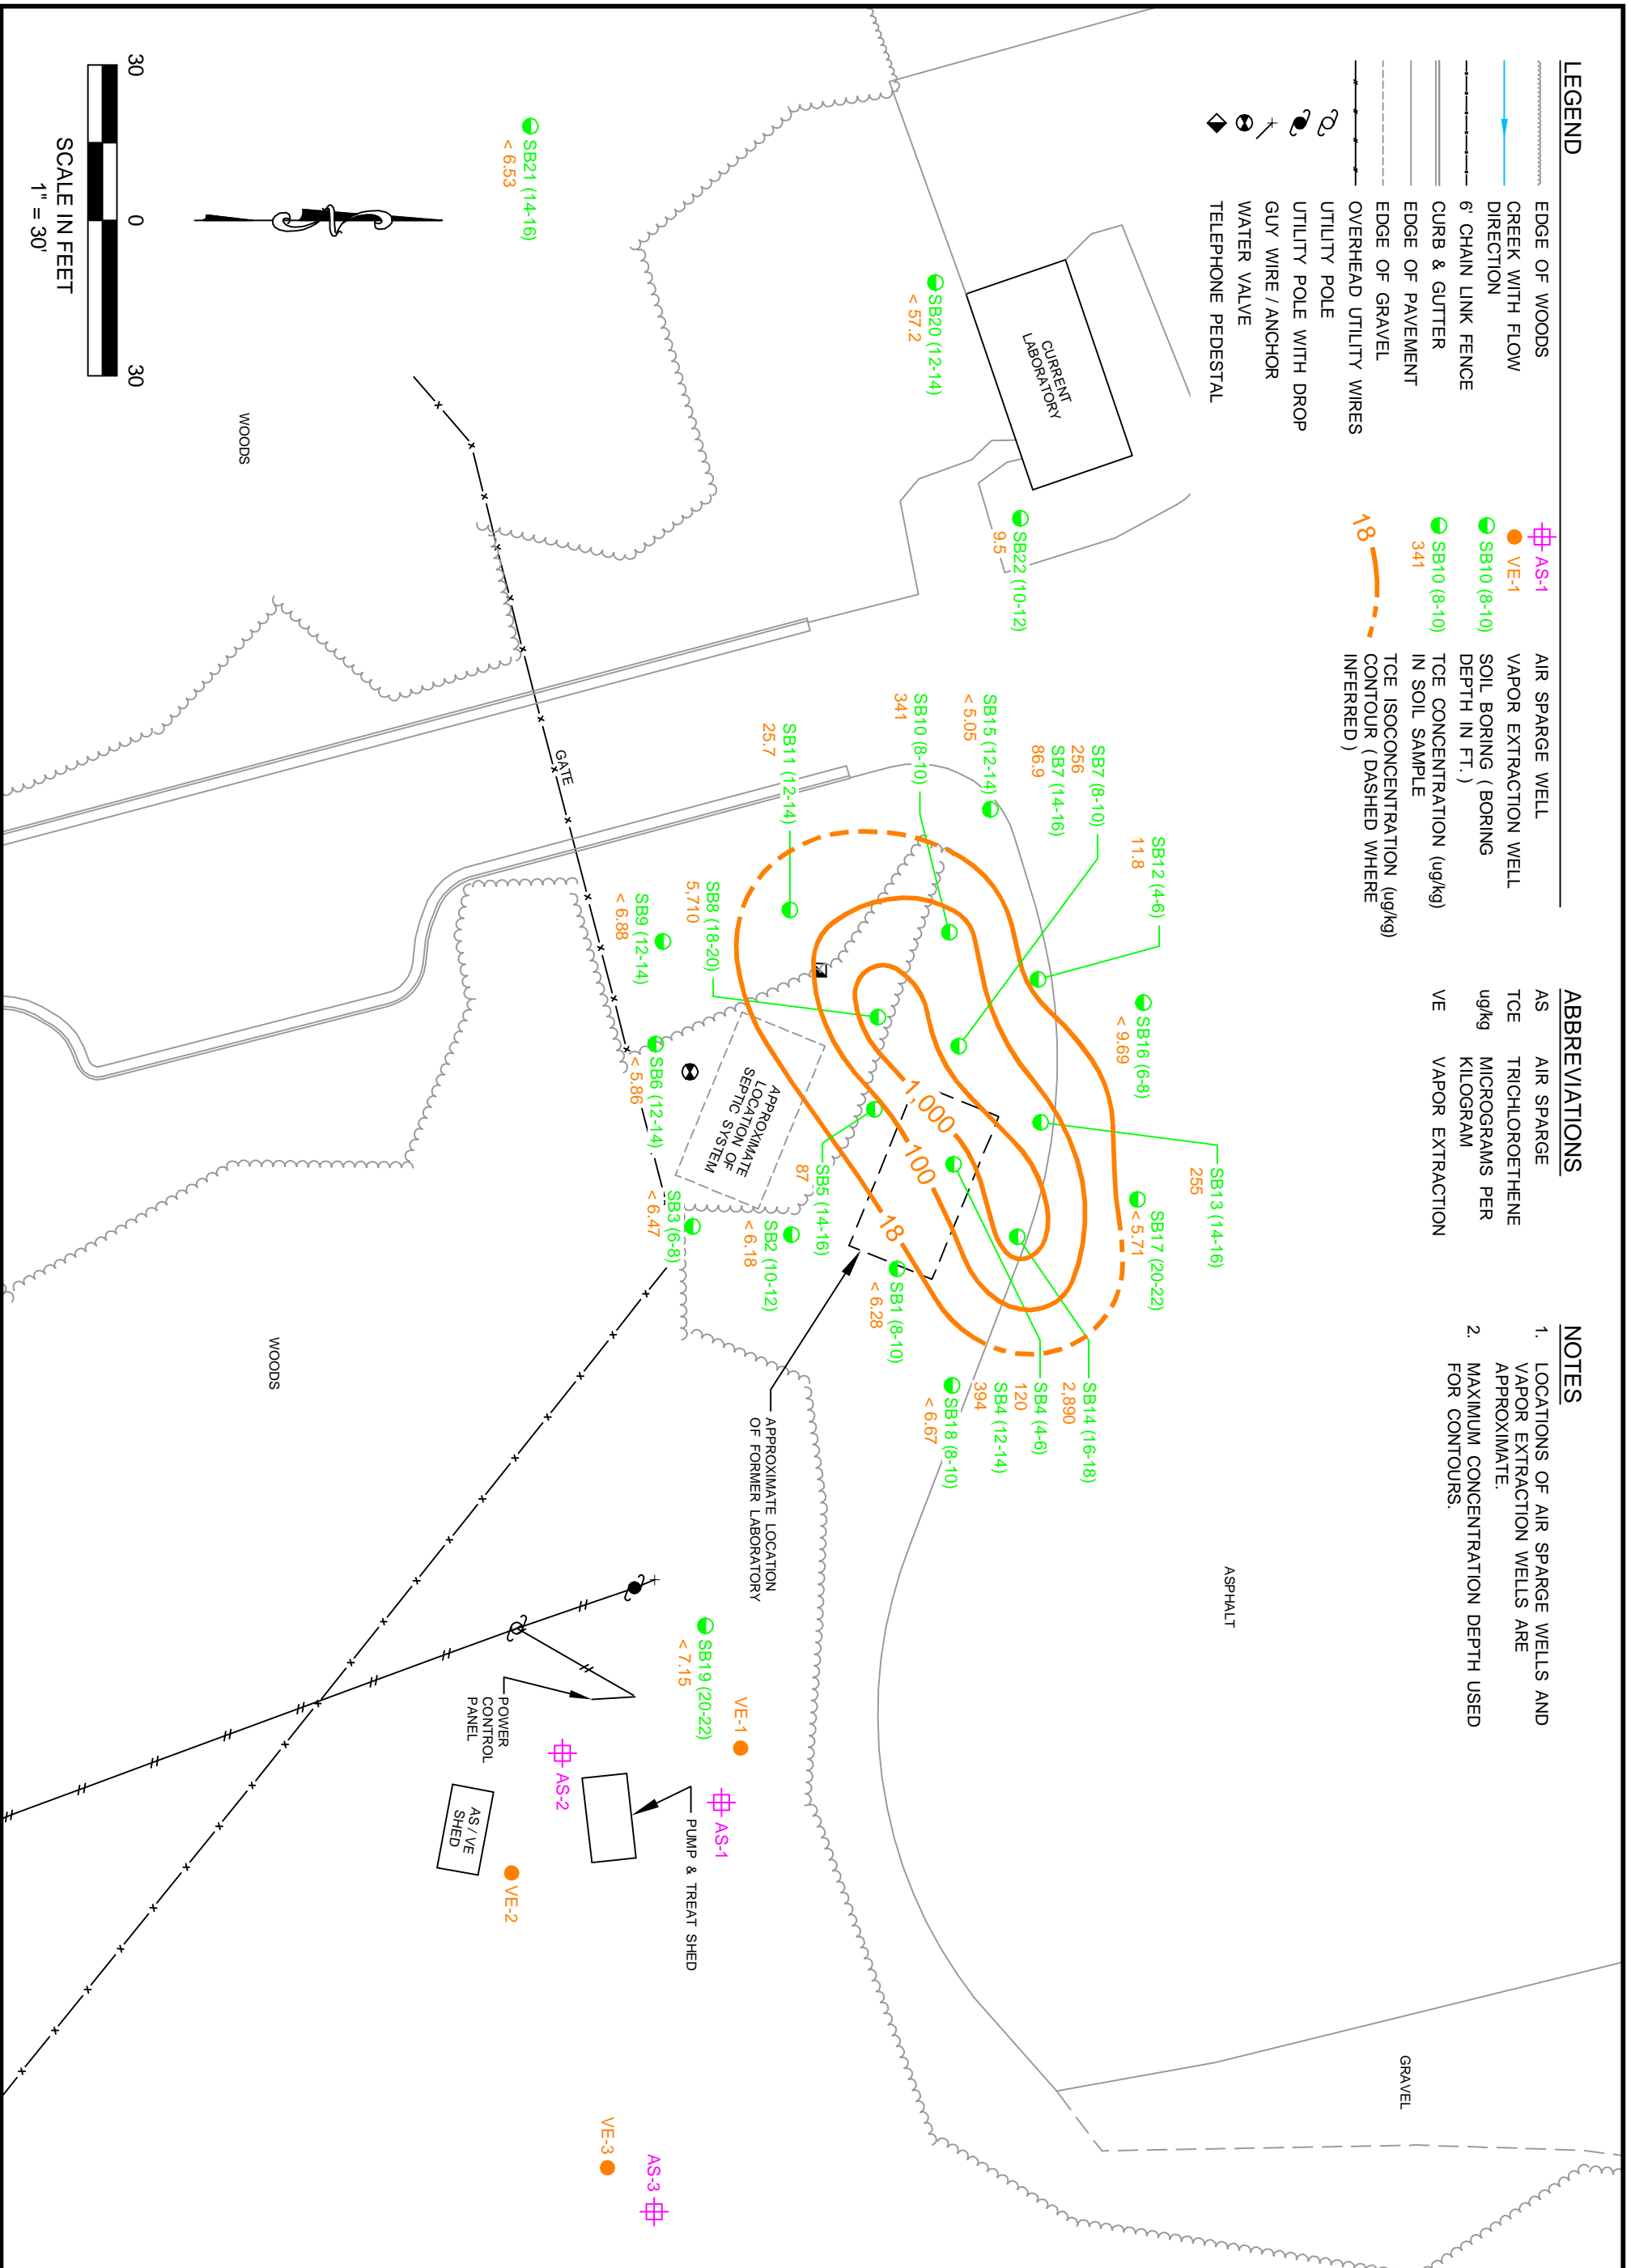 LEGEND
EDGE OF WOODS
CREEK WITH FLOW
DIRECTION
6' CHAIN LINK FENCE
CURB & GUTTER
EDGE OF PAVEMENT
EDGE OF GRAVEL
OVERHEAD UTILITY WIRES
UTILITY POLE
UTILITY POLE WITH DROP
GUY WIRE / ANCHOR
WATER VALVE
TELEPHONE PEDESTAL
AS-1 AIR SPARGE WELL
VE-1 VAPOR EXTRACTION WELL
SB10 (8-10) SOIL BORING ( BORING
DEPTH IN FT. )
SB10 (8-10) TCE CONCENTRATION (ug/kg)
341 IN SOIL SAMPLE
18 TCE ISOCONCENTRATION (ug/kg)
CONTOUR ( DASHED WHERE
INFERRED )
ABBREVIATIONS
AS AIR SPARGE
TCE TRICHLOROETHENE
ug/kg MICROGRAMS PER
KILOGRAM
VE VAPOR EXTRACTION
NOTES
1. LOCATIONS OF AIR SPARGE WELLS AND
VAPOR EXTRACTION WELLS ARE
APPROXIMATE.
2. MAXIMUM CONCENTRATION DEPTH USED
FOR CONTOURS.
GRAVEL
ASPHALT
CURRENT
LABORATORY
SB20 (12-14)
< 57.2
SB22 (10-12)
9.5
SB21 (14-16)
< 6.53
SB12 (4-6)
11.8
SB16 (6-8)
< 9.69
SB17 (20-22)
< 5.71
SB13 (14-16)
255
SB7 (8-10)
256
SB7 (14-16)
86.9
SB15 (12-14)
< 5.05
SB10 (8-10)
341
SB11 (12-14)
25.7
SB14 (16-18)
2,890
SB4 (4-6)
120
SB4 (12-14)
394
SB18 (8-10)
< 6.67
1,000
100
18
SB1 (8-10)
< 6.28
SB5 (14-16)
87
SB2 (10-12)
< 6.18
SB8 (18-20)
5,710
SB9 (12-14)
< 6.88
SB6 (12-14)
< 5.86
SB3 (6-8)
< 6.47
APPROXIMATE
LOCATION OF
SEPTIC SYSTEM
APPROXIMATE LOCATION
OF FORMER LABORATORY
GATE
SB19 (20-22)
< 7.15
VE-1
AS-1
PUMP & TREAT SHED
AS-2
POWER
CONTROL
PANEL
AS / VE
SHED
VE-2
AS-3
VE-3
WOODS
WOODS
30 0 30
SCALE IN FEET
1" = 30'